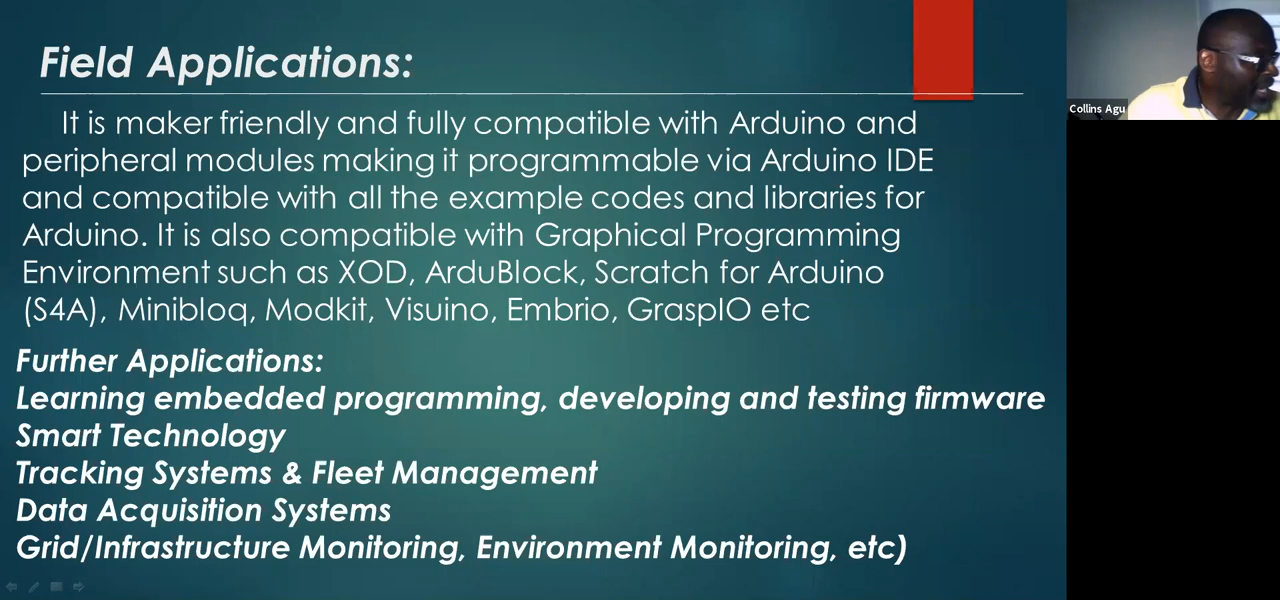 Field Applications:
It is maker friendly and fully compatible with Arduino and
peripheral modules making it programmable via Arduino IDE
and compatible with all the example codes and libraries for
Arduino. It is also compatible with Graphical Programming
Environment such as XOD, ArduBlock, Scratch for Arduino
(S4A), Minibloq, Modkit, Visuino, Embrio, GraspIO etc
Further Applications:
Learning embedded programming, developing and testing firmware
Smart Technology
Tracking Systems & Fleet Management
Data Acquisition Systems
Grid/Infrastructure Monitoring, Environment Monitoring, etc)
Collins Agu